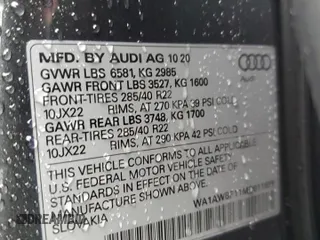 MFD. BY AUDI AG 10 20
GVWR LBS 6581, KG 2985
GAWR FRONT LBS 3527, KG 1600
FRONT-TIRES 285/40 R22
10JX22 RIMS, AT 270 KPA 39 PSI COLD
GAWR REAR LBS 3748, KG 1700
REAR-TIRES 285/40 R22
10JX22 RIMS, AT 290 KPA 42 PSI COLD
THIS VEHICLE CONFORMS TO ALL APPLICABLE
U.S. FEDERAL MOTOR VEHICLE SAFETY
STANDARDS IN EFFECT ON THE DATE OF
MANUFACTURE SHOWN ABOVE
SLOVAKIA
Audi